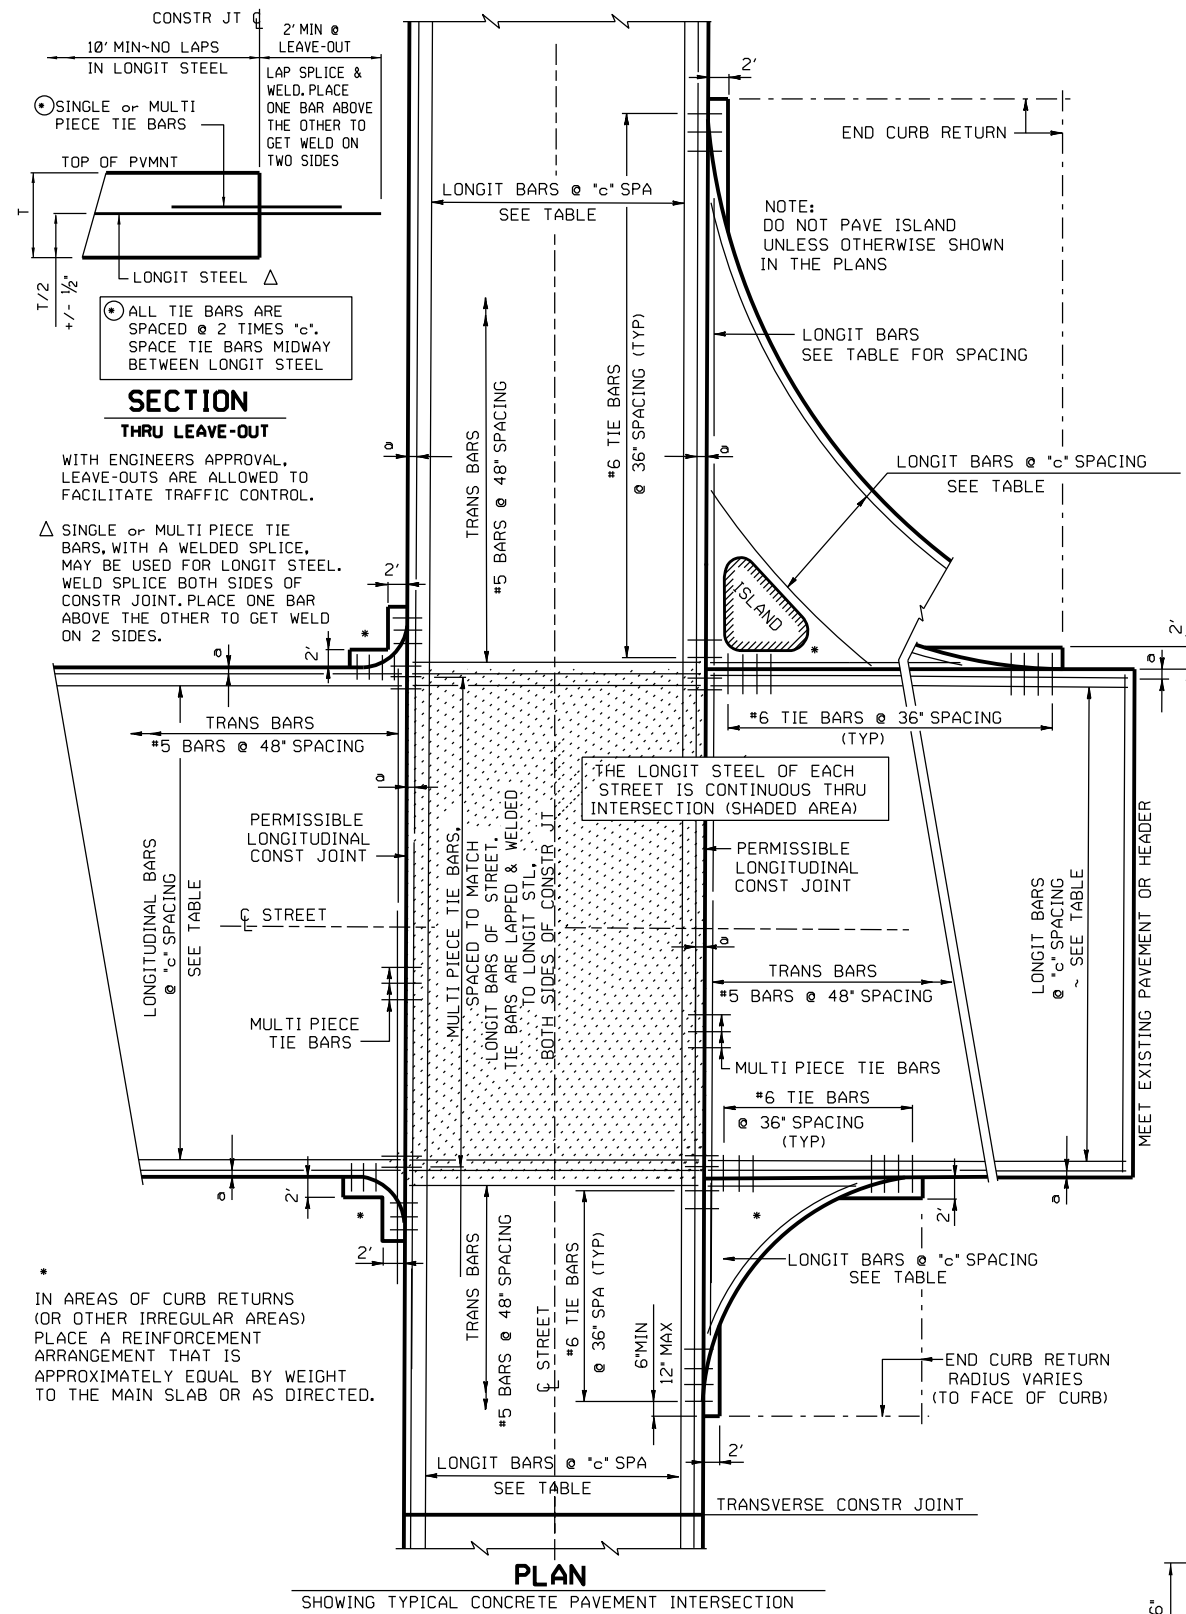 CONSTR JT ℄
2' MIN @
LEAVE-OUT
10' MIN~NO LAPS
IN LONGIT STEEL
LAP SPLICE &
WELD. PLACE
ONE BAR ABOVE
THE OTHER TO
GET WELD ON
TWO SIDES
* SINGLE or MULTI
PIECE TIE BARS
TOP OF PVMNT
T
T/2
+/- ½"
LONGIT STEEL △
* ALL TIE BARS ARE
SPACED @ 2 TIMES "c".
SPACE TIE BARS MIDWAY
BETWEEN LONGIT STEEL
SECTION
THRU LEAVE-OUT
WITH ENGINEERS APPROVAL,
LEAVE-OUTS ARE ALLOWED TO
FACILITATE TRAFFIC CONTROL.
△ SINGLE or MULTI PIECE TIE
BARS, WITH A WELDED SPLICE,
MAY BE USED FOR LONGIT STEEL.
WELD SPLICE BOTH SIDES OF
CONSTR JOINT. PLACE ONE BAR
ABOVE THE OTHER TO GET WELD
ON 2 SIDES.
2'
END CURB RETURN
LONGIT BARS @ "c" SPA
SEE TABLE
NOTE:
DO NOT PAVE ISLAND
UNLESS OTHERWISE SHOWN
IN THE PLANS
LONGIT BARS
SEE TABLE FOR SPACING
TRANS BARS
#5 BARS @ 48" SPACING
#6 TIE BARS
@ 36" SPACING (TYP)
a
a
LONGIT BARS @ "c" SPACING
SEE TABLE
2'
*
2'
a
ISLAND
*
2'
a
TRANS BARS
#5 BARS @ 48" SPACING
#6 TIE BARS @ 36" SPACING
(TYP)
a
THE LONGIT STEEL OF EACH
STREET IS CONTINUOUS THRU
INTERSECTION (SHADED AREA)
PERMISSIBLE
LONGITUDINAL
CONST JOINT
PERMISSIBLE
LONGITUDINAL
CONST JOINT
LONGITUDINAL BARS
@ "c" SPACING
SEE TABLE
℄ STREET
MULTI PIECE TIE BARS,
SPACED TO MATCH
LONGIT BARS OF STREET.
TIE BARS ARE LAPPED & WELDED
TO LONGIT STL,
BOTH SIDES OF CONSTR JT
a
LONGIT BARS
@ "c" SPACING
~ SEE TABLE
MEET EXISTING PAVEMENT OR HEADER
TRANS BARS
#5 BARS @ 48" SPACING
MULTI PIECE
TIE BARS
MULTI PIECE TIE BARS
#6 TIE BARS
@ 36" SPACING
(TYP)
a
2'
*
2'
*
2'
a
TRANS BARS
#5 BARS @ 48" SPACING
℄ STREET
#6 TIE BARS
@ 36" SPA (TYP)
6" MIN
12" MAX
LONGIT BARS @ "c" SPACING
SEE TABLE
*
IN AREAS OF CURB RETURNS
(OR OTHER IRREGULAR AREAS)
PLACE A REINFORCEMENT
ARRANGEMENT THAT IS
APPROXIMATELY EQUAL BY WEIGHT
TO THE MAIN SLAB OR AS DIRECTED.
END CURB RETURN
RADIUS VARIES
(TO FACE OF CURB)
2'
LONGIT BARS @ "c" SPA
SEE TABLE
TRANSVERSE CONSTR JOINT
PLAN
SHOWING TYPICAL CONCRETE PAVEMENT INTERSECTION
6"